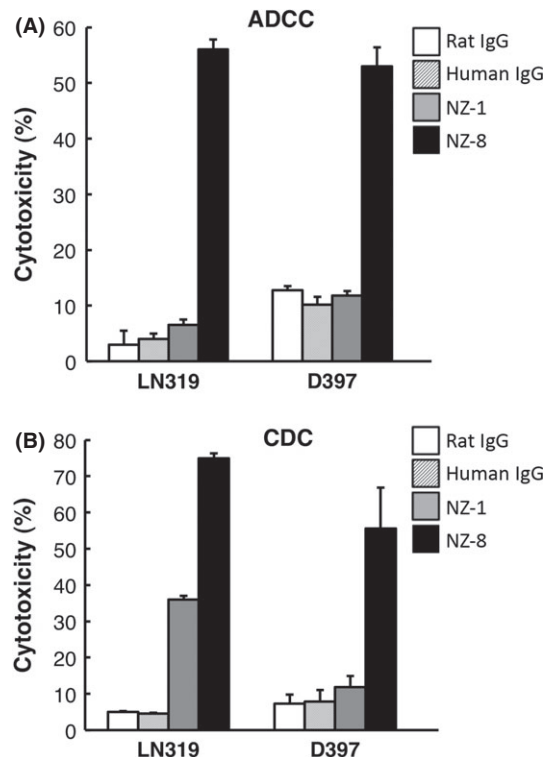 (A)
ADCC
60
50
40
30
20
10
0
Cytotoxicity (%)
LN319 D397
Rat IgG
Human IgG
NZ-1
NZ-8
(B)
CDC
80
70
60
50
40
30
20
10
0
Cytotoxicity (%)
LN319 D397
Rat IgG
Human IgG
NZ-1
NZ-8